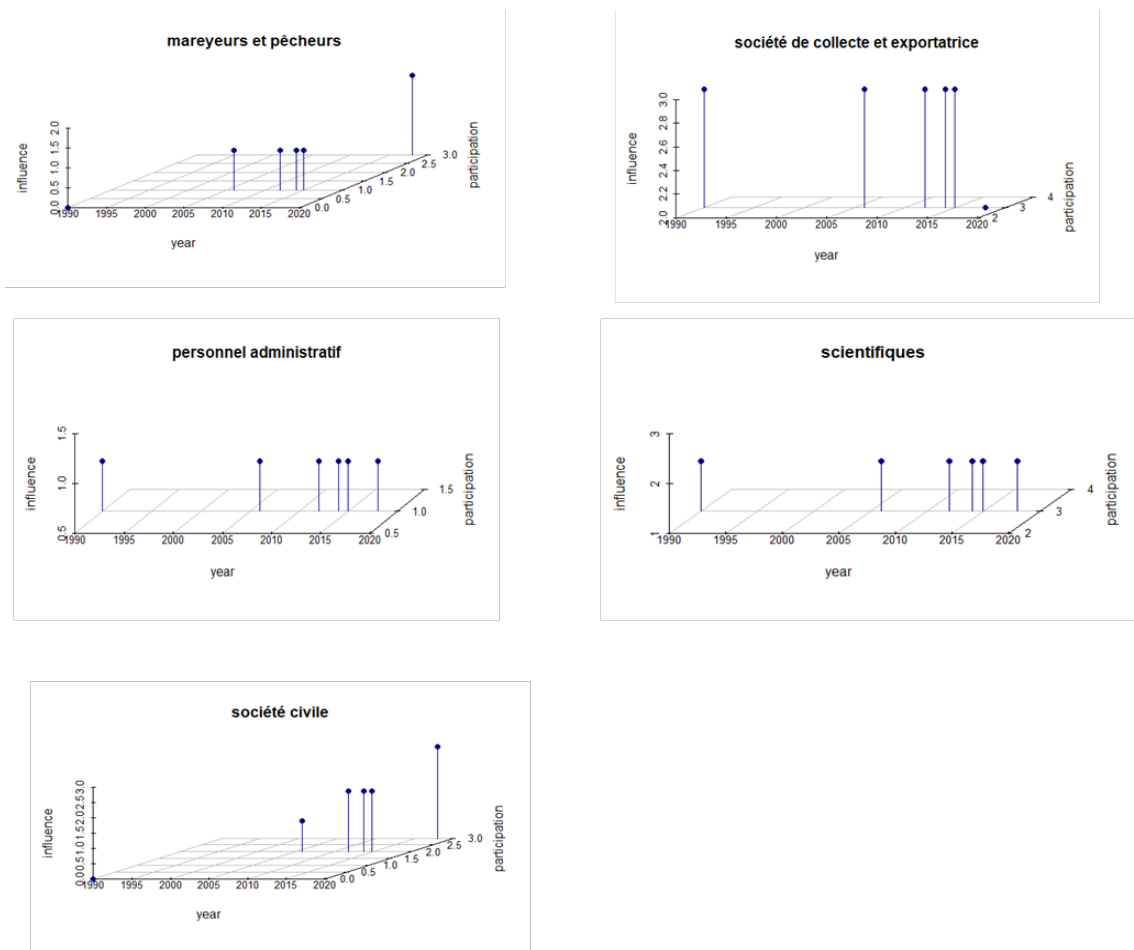 mareyeurs et pêcheurs
influence
0.0 0.5 1.0 1.5 2.0
1990 1995 2000 2005 2010 2015 2020
year
0.0 0.5 1.0 1.5 2.0 2.5 3.0
participation
société de collecte et exportatrice
influence
2.0 2.2 2.4 2.6 2.8 3.0
1990 1995 2000 2005 2010 2015 2020
year
2 3 4
participation
personnel administratif
influence
0.5 1.0 1.5
1990 1995 2000 2005 2010 2015 2020
year
0.5 1.0 1.5
participation
scientifiques
influence
1 2 3
1990 1995 2000 2005 2010 2015 2020
year
2 3 4
participation
société civile
influence
0.0 0.5 1.0 1.5 2.0 2.5 3.0
1990 1995 2000 2005 2010 2015 2020
year
0.0 0.5 1.0 1.5 2.0 2.5 3.0
participation